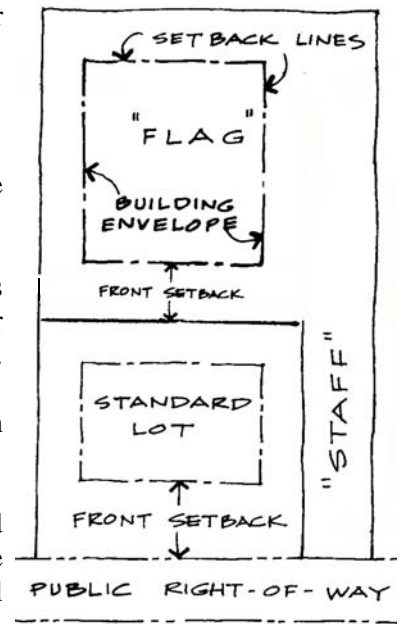 SETBACK LINES
"FLAG"
BUILDING
ENVELOPE
FRONT SETBACK
STANDARD
LOT
"STAFF"
FRONT SETBACK
PUBLIC RIGHT-OF-WAY